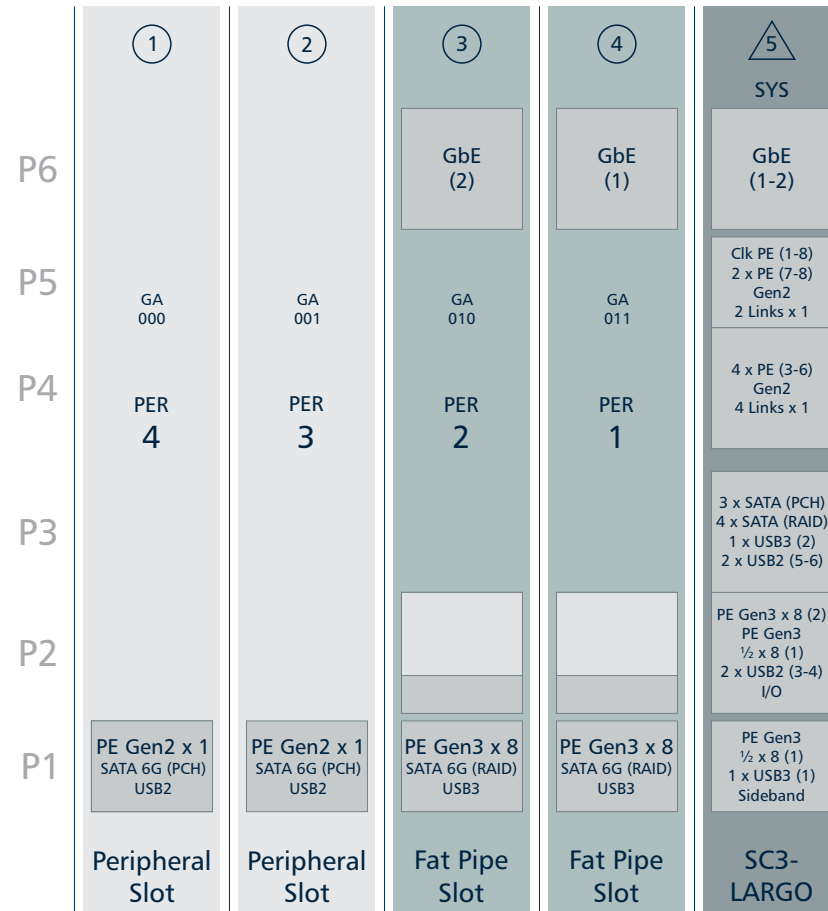 1
2
3
4
5
SYS
P6
GbE
(2)
GbE
(1)
GbE
(1-2)
P5
GA
000
GA
001
GA
010
GA
011
Clk PE (1-8)
2 x PE (7-8)
Gen2
2 Links x 1
P4
PER
4
PER
3
PER
2
PER
1
4 x PE (3-6)
Gen2
4 Links x 1
P3
3 x SATA (PCH)
4 x SATA (RAID)
1 x USB3 (2)
2 x USB2 (5-6)
P2
PE Gen3 x 8 (2)
PE Gen3
½ x 8 (1)
2 x USB2 (3-4)
I/O
P1
PE Gen2 x 1
SATA 6G (PCH)
USB2
PE Gen2 x 1
SATA 6G (PCH)
USB2
PE Gen3 x 8
SATA 6G (RAID)
USB3
PE Gen3 x 8
SATA 6G (RAID)
USB3
PE Gen3
½ x 8 (1)
1 x USB3 (1)
Sideband
Peripheral
Slot
Peripheral
Slot
Fat Pipe
Slot
Fat Pipe
Slot
SC3-
LARGO